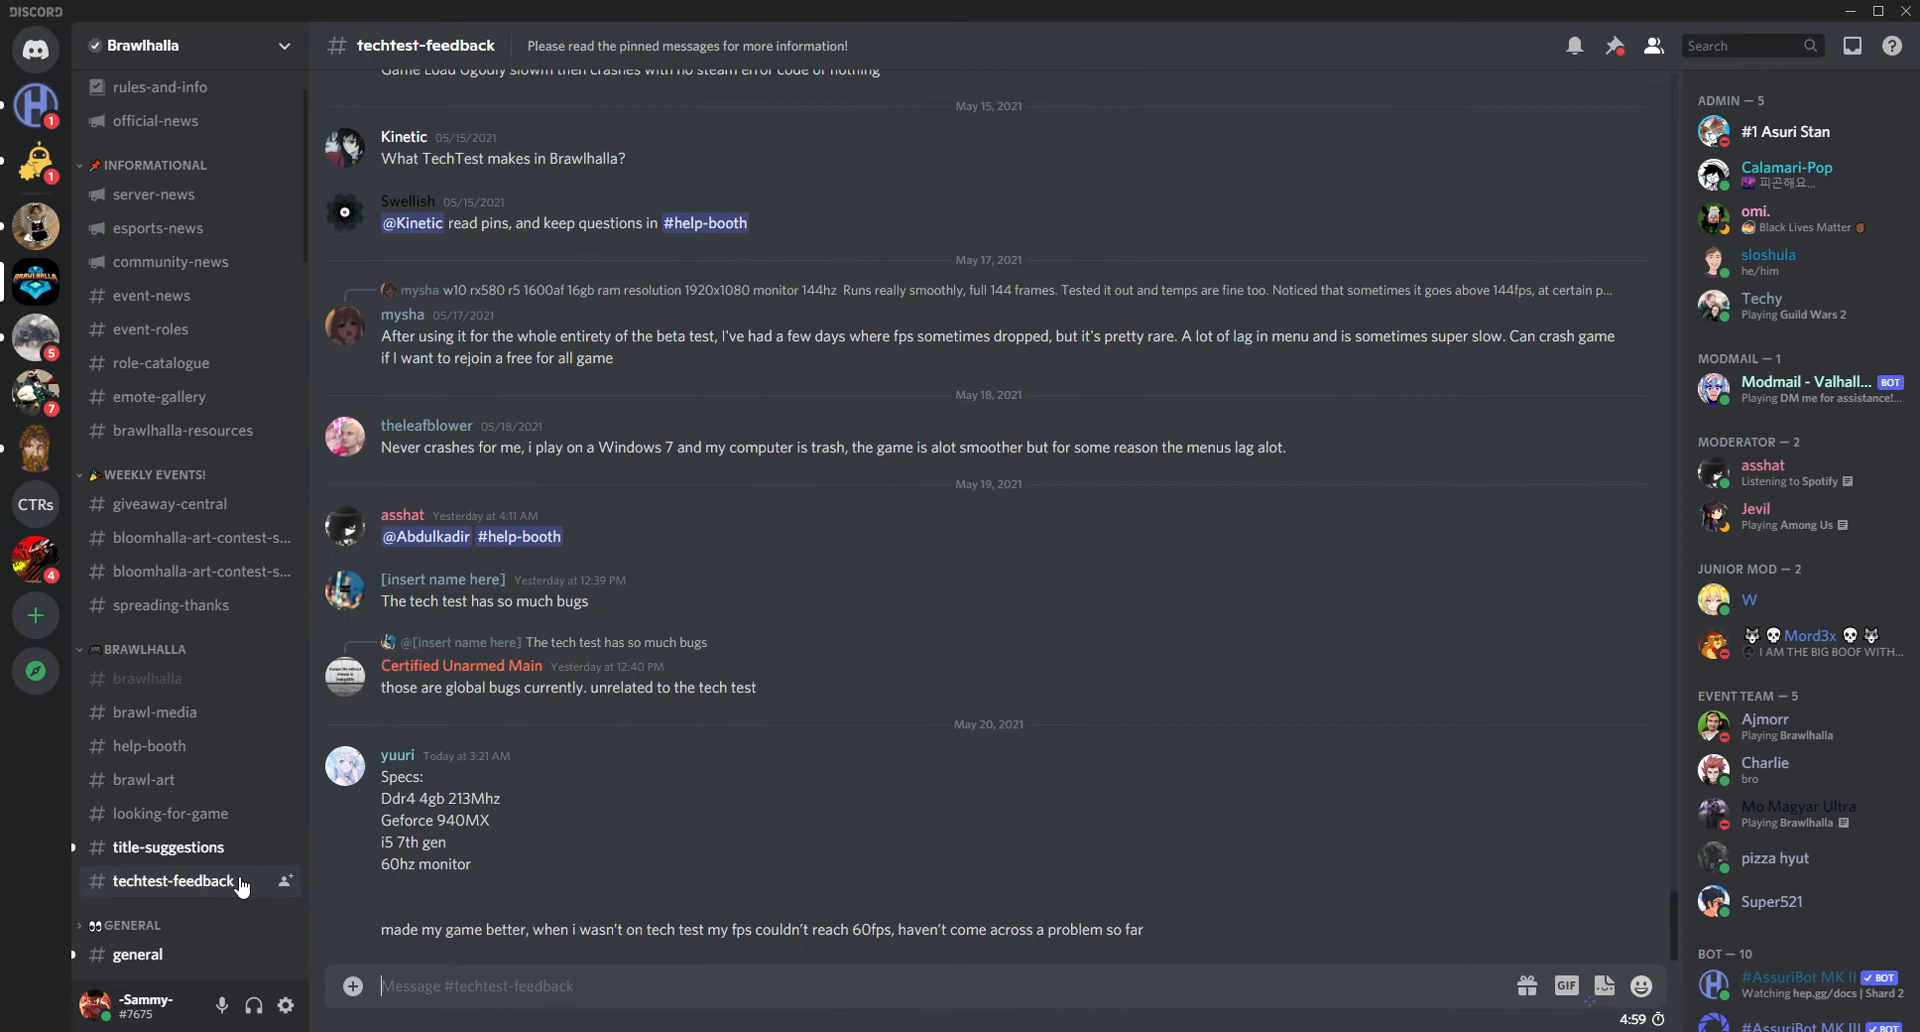 DISCORD
Brawlhalla
rules-and-info
official-news
INFORMATIONAL
server-news
esports-news
community-news
event-news
event-roles
role-catalogue
emote-gallery
brawlhalla-resources
WEEKLY EVENTS!
giveaway-central
bloomhalla-art-contest-s...
bloomhalla-art-contest-s...
spreading-thanks
BRAWLHALLA
brawlhalla
brawl-media
help-booth
brawl-art
looking-for-game
title-suggestions
techtest-feedback
GENERAL
general
-Sammy-
#7675
1
1
BRAWLHALLA
5
7
CTRs
4
techtest-feedback
Please read the pinned messages for more information!
Search
May 15, 2021
Kinetic 05/15/2021
What TechTest makes in Brawlhalla?
Swellish 05/15/2021
@Kinetic read pins, and keep questions in #help-booth
May 17, 2021
mysha w10 rx580 r5 1600af 16gb ram resolution 1920x1080 monitor 144hz Runs really smoothly, full 144 frames. Tested it out and temps are fine too. Noticed that sometimes it goes above 144fps, at certain p...
mysha 05/17/2021
After using it for the whole entirety of the beta test, I've had a few days where fps sometimes dropped, but it's pretty rare. A lot of lag in menu and is sometimes super slow. Can crash game
if I want to rejoin a free for all game
May 18, 2021
theleafblower 05/18/2021
Never crashes for me, i play on a Windows 7 and my computer is trash, the game is alot smoother but for some reason the menus lag alot.
May 19, 2021
asshat Yesterday at 4:11 AM
@Abdulkadir #help-booth
[insert name here] Yesterday at 12:39 PM
The tech test has so much bugs
@[insert name here] The tech test has so much bugs
Certified Unarmed Main Yesterday at 12:40 PM
those are global bugs currently. unrelated to the tech test
May 20, 2021
yuuri Today at 3:21 AM
Specs:
Ddr4 4gb 213Mhz
Geforce 940MX
i5 7th gen
60hz monitor
made my game better, when i wasn't on tech test my fps couldn't reach 60fps, haven't come across a problem so far
Message #techtest-feedback
GIF
4:59
ADMIN — 5
#1 Asuri Stan
Calamari-Pop
피곤해요...
omi.
Black Lives Matter
sloshula
he/him
Techy
Playing Guild Wars 2
MODMAIL — 1
Modmail - Valhall... BOT
Playing DM me for assistance!...
MODERATOR — 2
asshat
Listening to Spotify
Jevil
Playing Among Us
JUNIOR MOD — 2
W
Mord3x
I AM THE BIG BOOF WITH...
EVENT TEAM — 5
Ajmorr
Playing Brawlhalla
Charlie
bro
Mo Magyar Ultra
Playing Brawlhalla
pizza hyut
Super521
BOT — 10
#AssuriBot MK II ✓ BOT
Watching hep.gg/docs | Shard 2
#AssuriBot MK III ✓ BOT